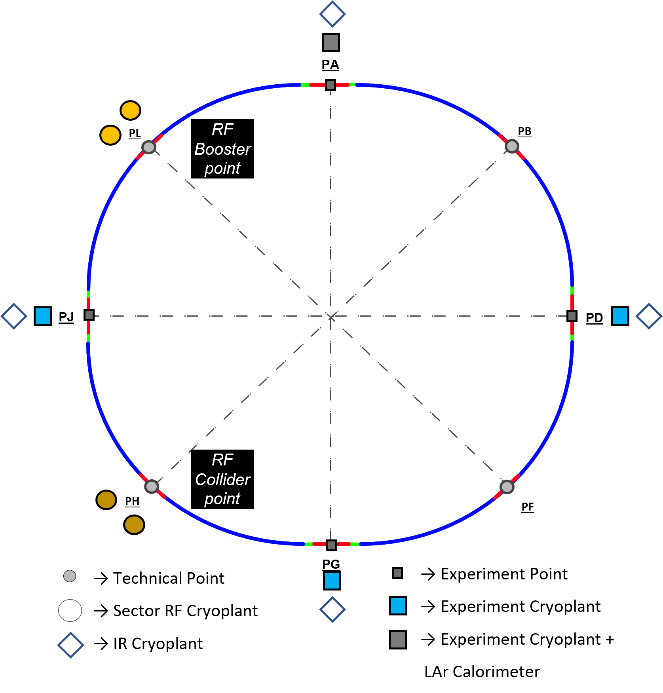 PA
RF
Booster
point
PL
PB
PJ
PD
RF
Collider
point
PH
PF
PG
→ Technical Point
→ Experiment Point
→ Sector RF Cryoplant
→ Experiment Cryoplant
→ IR Cryoplant
→ Experiment Cryoplant +
LAr Calorimeter